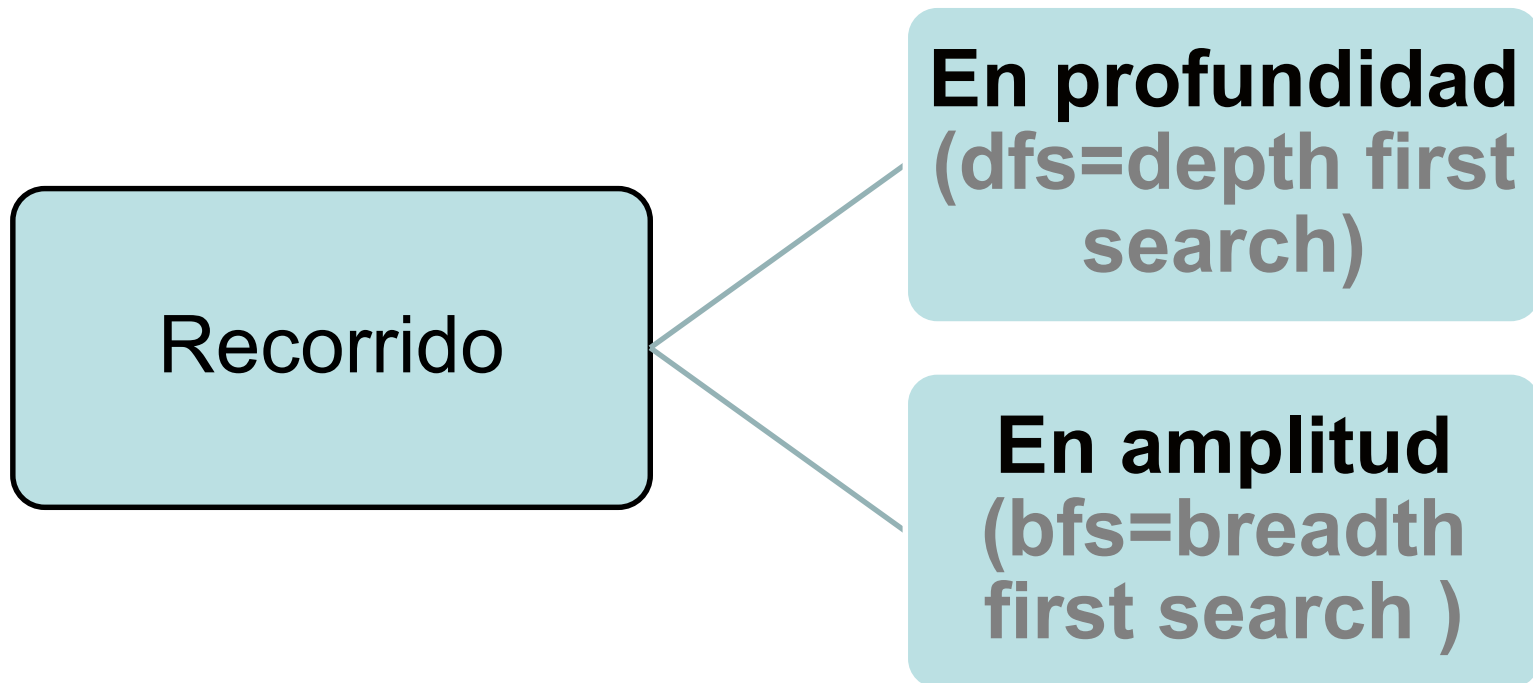 Recorrido
En profundidad
(dfs=depth first
search)
En amplitud
(bfs=breadth
first search )